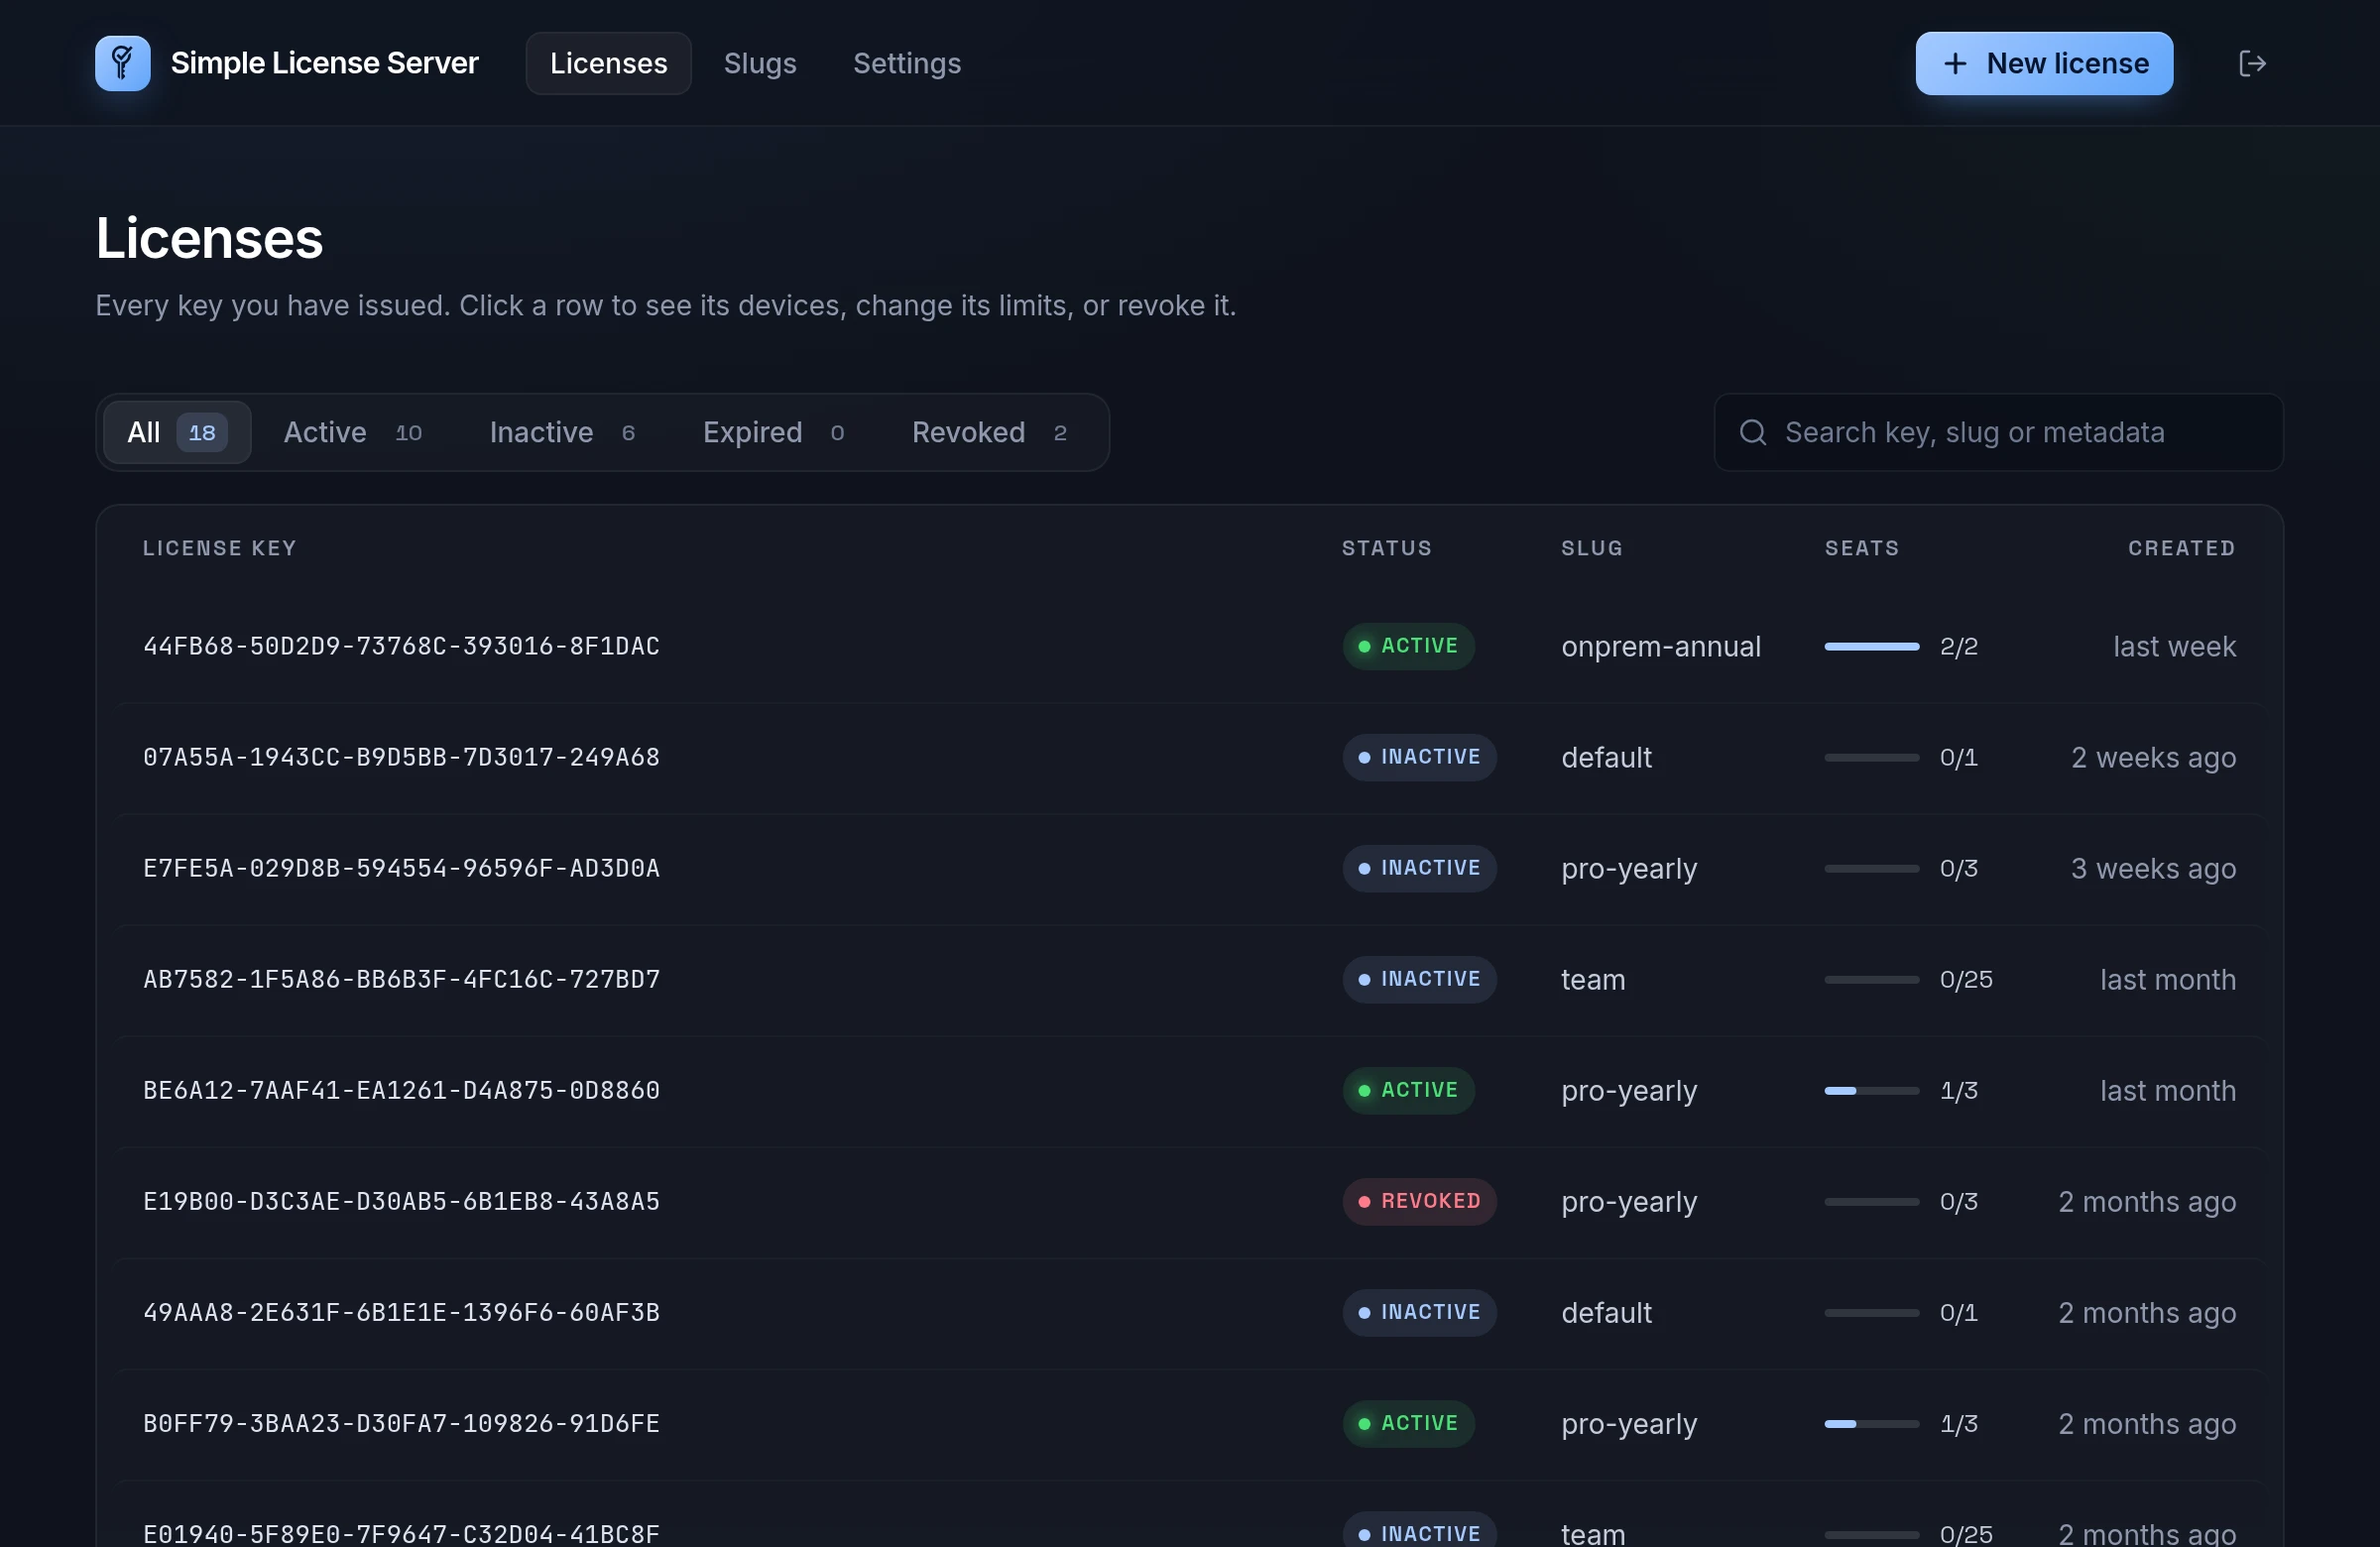 Simple License Server Licenses Slugs Settings New license
Licenses
Every key you have issued. Click a row to see its devices, change its limits, or revoke it.
All 18 Active 10 Inactive 6 Expired 0 Revoked 2 Search key, slug or metadata
LICENSE KEY STATUS SLUG SEATS CREATED
44FB68-50D2D9-73768C-393016-8F1DAC ACTIVE onprem-annual 2/2 last week
07A55A-1943CC-B9D5BB-7D3017-249A68 INACTIVE default 0/1 2 weeks ago
E7FE5A-029D8B-594554-96596F-AD3D0A INACTIVE pro-yearly 0/3 3 weeks ago
AB7582-1F5A86-BB6B3F-4FC16C-727BD7 INACTIVE team 0/25 last month
BE6A12-7AAF41-EA1261-D4A875-0D8860 ACTIVE pro-yearly 1/3 last month
E19B00-D3C3AE-D30AB5-6B1EB8-43A8A5 REVOKED pro-yearly 0/3 2 months ago
49AAA8-2E631F-6B1E1E-1396F6-60AF3B INACTIVE default 0/1 2 months ago
B0FF79-3BAA23-D30FA7-109826-91D6FE ACTIVE pro-yearly 1/3 2 months ago
E01940-5F89E0-7F9647-C32D04-41BC8F INACTIVE team 0/25 2 months ago